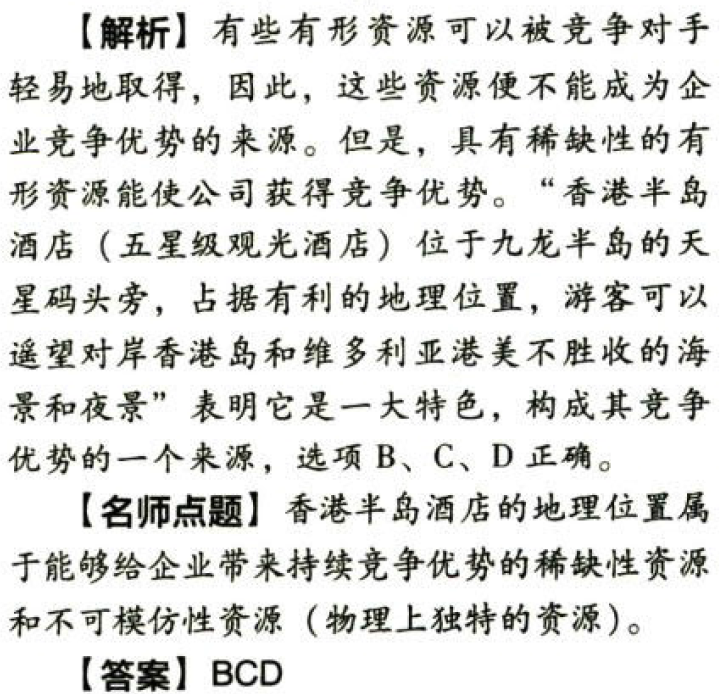 【解析】有些有形资源可以被竞争对手
轻易地取得，因此，这些资源便不能成为企
业竞争优势的来源。但是，具有稀缺性的有
形资源能使公司获得竞争优势。“香港半岛
酒店（五星级观光酒店）位于九龙半岛的天
星码头旁，占据有利的地理位置，游客可以
遥望对岸香港岛和维多利亚港美不胜收的海
景和夜景”表明它是一大特色，构成其竞争
优势的一个来源，选项 B、C、D 正确。
【名师点题】香港半岛酒店的地理位置属
于能够给企业带来持续竞争优势的稀缺性资源
和不可模仿性资源（物理上独特的资源）。
【答案】BCD